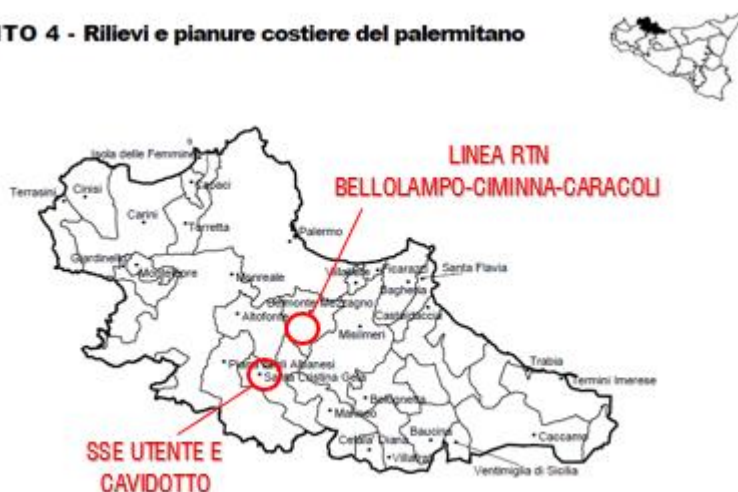 ITO 4 - Rilievi e pianure costiere del palermitano
LINEA RTN
BELLOLAMPO-CIMINNA-CARACOLI
Isola delle Femmine
Capaci
Terrasini
Cinisi
Carini
Torretta
Palermo
Giardinello
Montelepre
Monreale
Villabate
Ficarazzi
Santa Flavia
Bagheria
Belmonte Mezzagno
Casteldaccia
Altofonte
Misilmeri
Piana degli Albanesi
Santa Cristina Gela
Trabia
Termini Imerese
Bolognetta
Marineo
Baucina
Caccamo
Cefala' Diana
Villafrati
Ventimiglia di Sicilia
SSE UTENTE E
CAVIDOTTO